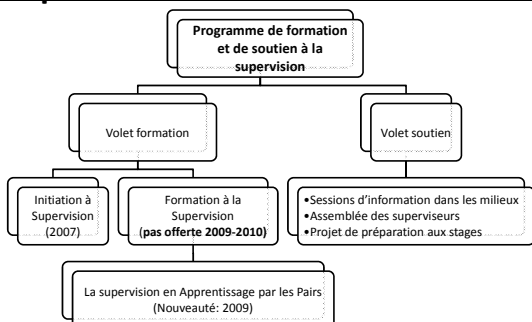 Programme de formation
et de soutien à la
supervision
Volet formation
Volet soutien
Initiation à
Supervision
(2007)
Formation à la
Supervision
(pas offerte 2009-2010)
•Sessions d'information dans les milieux
•Assemblée des superviseurs
•Projet de préparation aux stages
La supervision en Apprentissage par les Pairs
(Nouveauté: 2009)